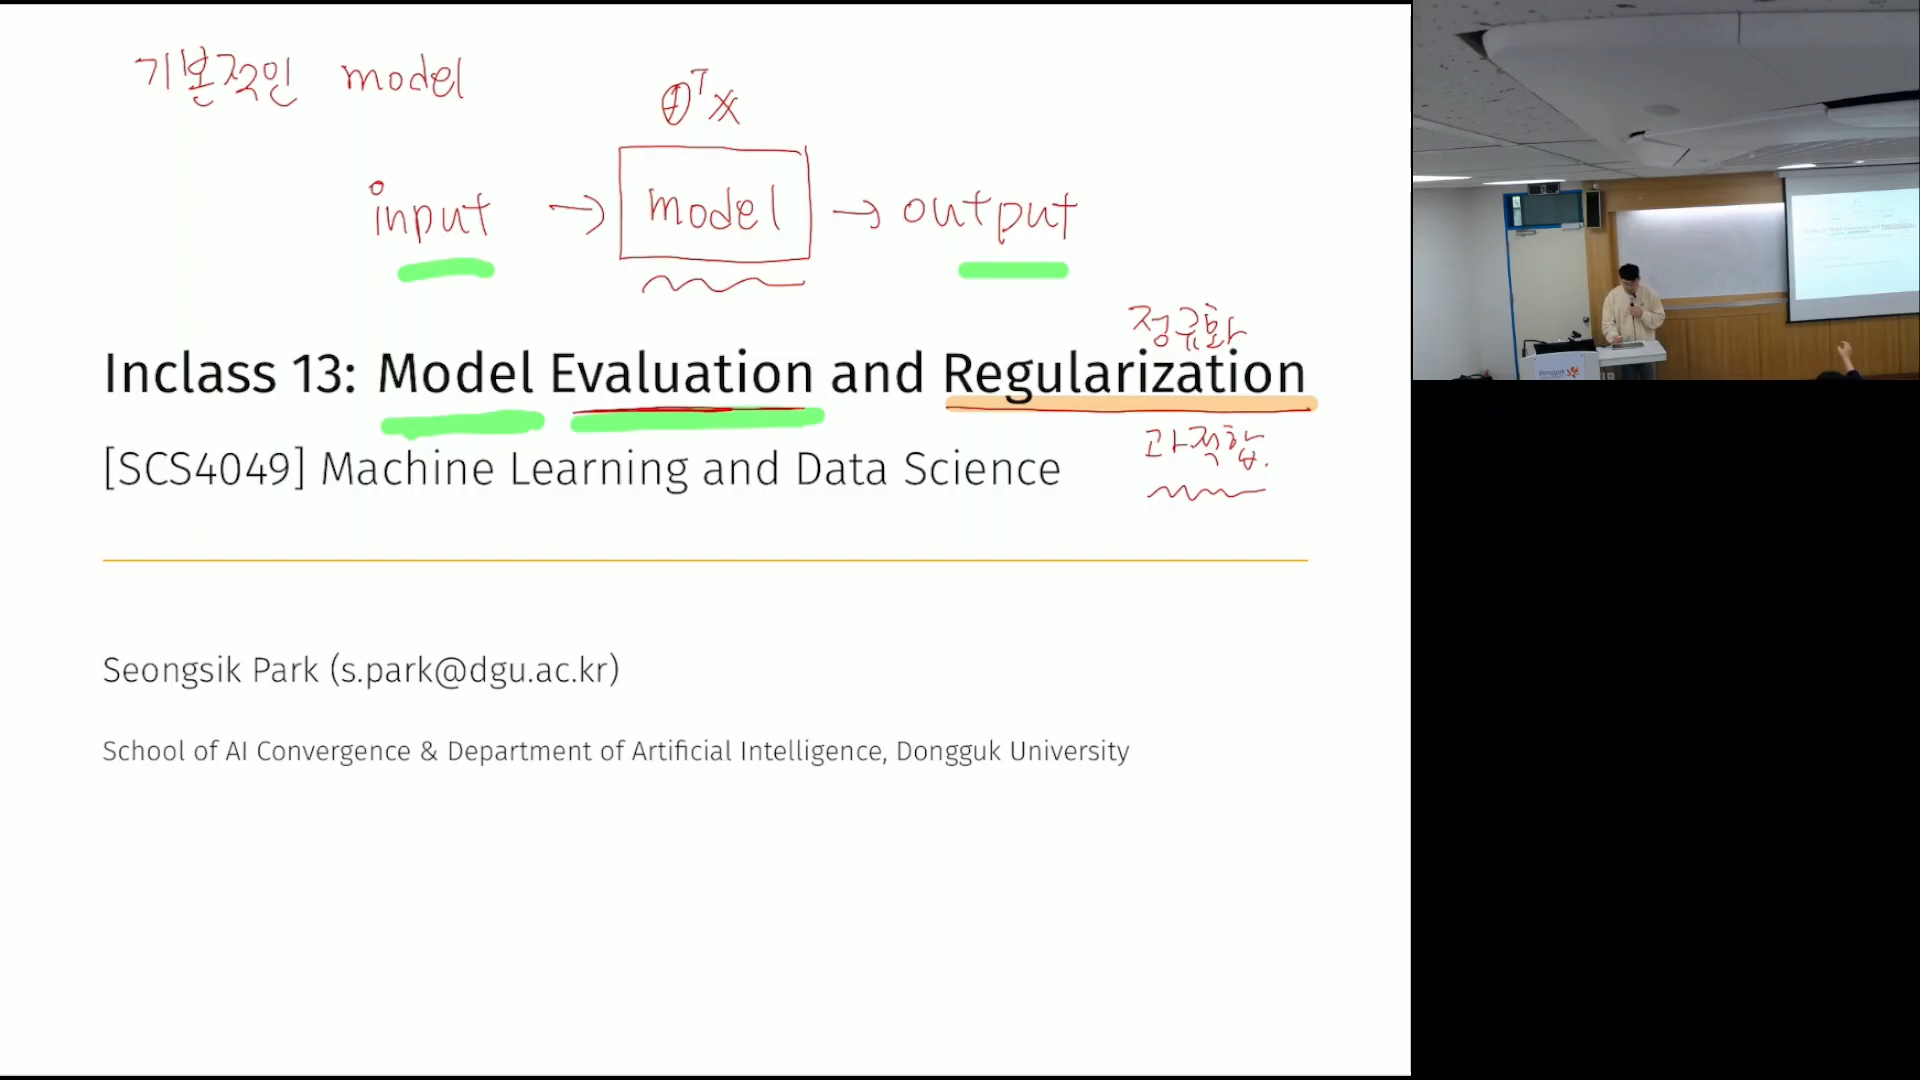 기본적인 model
θᵀx
input → model → output
정규화
Inclass 13: Model Evaluation and Regularization
과적합.
[SCS4049] Machine Learning and Data Science
Seongsik Park (s.park@dgu.ac.kr)
School of AI Convergence & Department of Artificial Intelligence, Dongguk University
dongguk